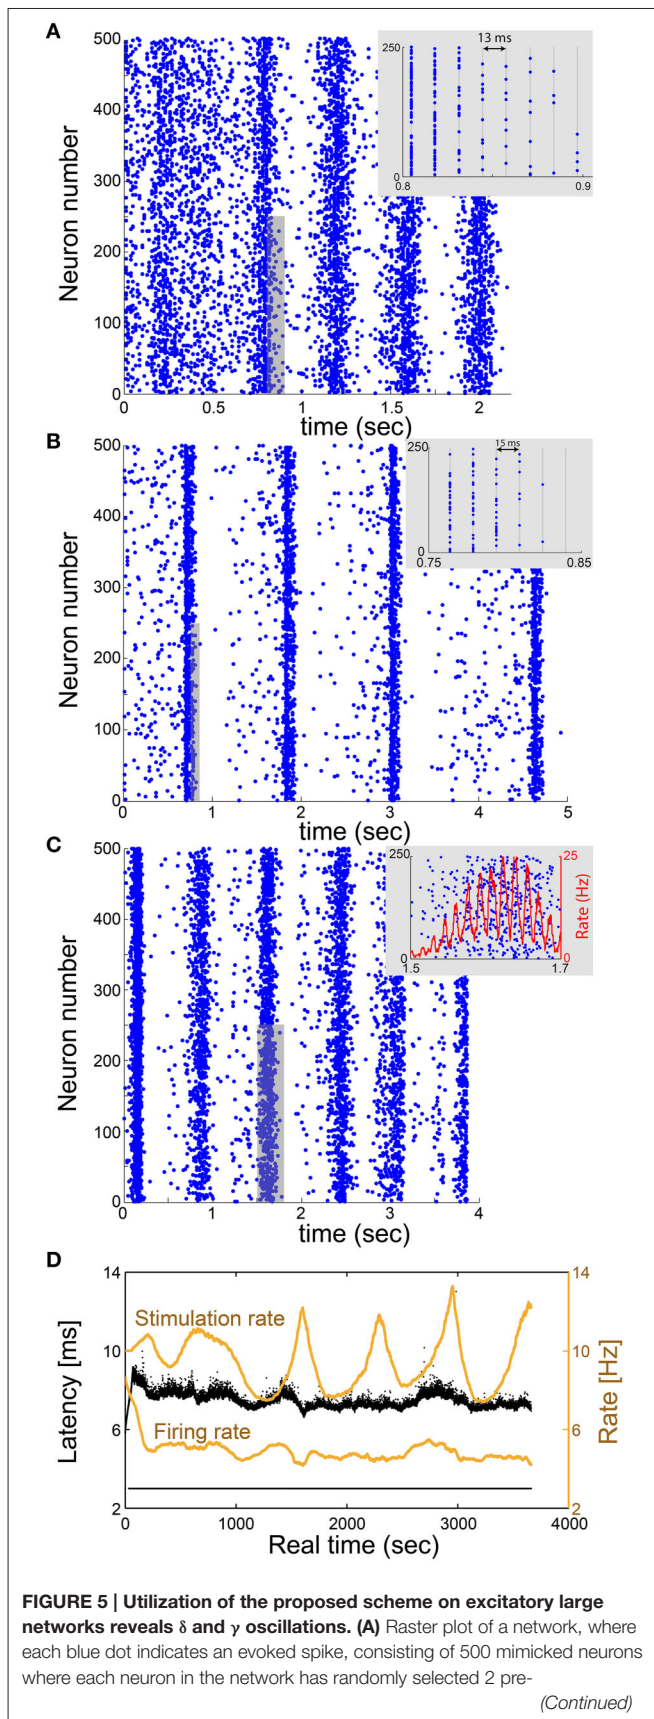 A
500
400
300
200
100
0
Neuron number
0
0.5
1
1.5
2
time (sec)
250
0
13 ms
0.8
0.9
B
500
400
300
200
100
0
Neuron number
0
1
2
3
4
5
time (sec)
250
0
15 ms
0.75
0.85
C
500
400
300
200
100
0
Neuron number
0
1
2
3
4
time (sec)
250
0
25
0
Rate (Hz)
1.5
1.7
D
14
10
6
2
Latency [ms]
Stimulation rate
Firing rate
14
10
6
2
Rate [Hz]
0
1000
2000
3000
4000
Real time (sec)
FIGURE 5 | Utilization of the proposed scheme on excitatory large
networks reveals δ and γ oscillations. (A) Raster plot of a network, where
each blue dot indicates an evoked spike, consisting of 500 mimicked neurons
where each neuron in the network has randomly selected 2 pre-
(Continued)